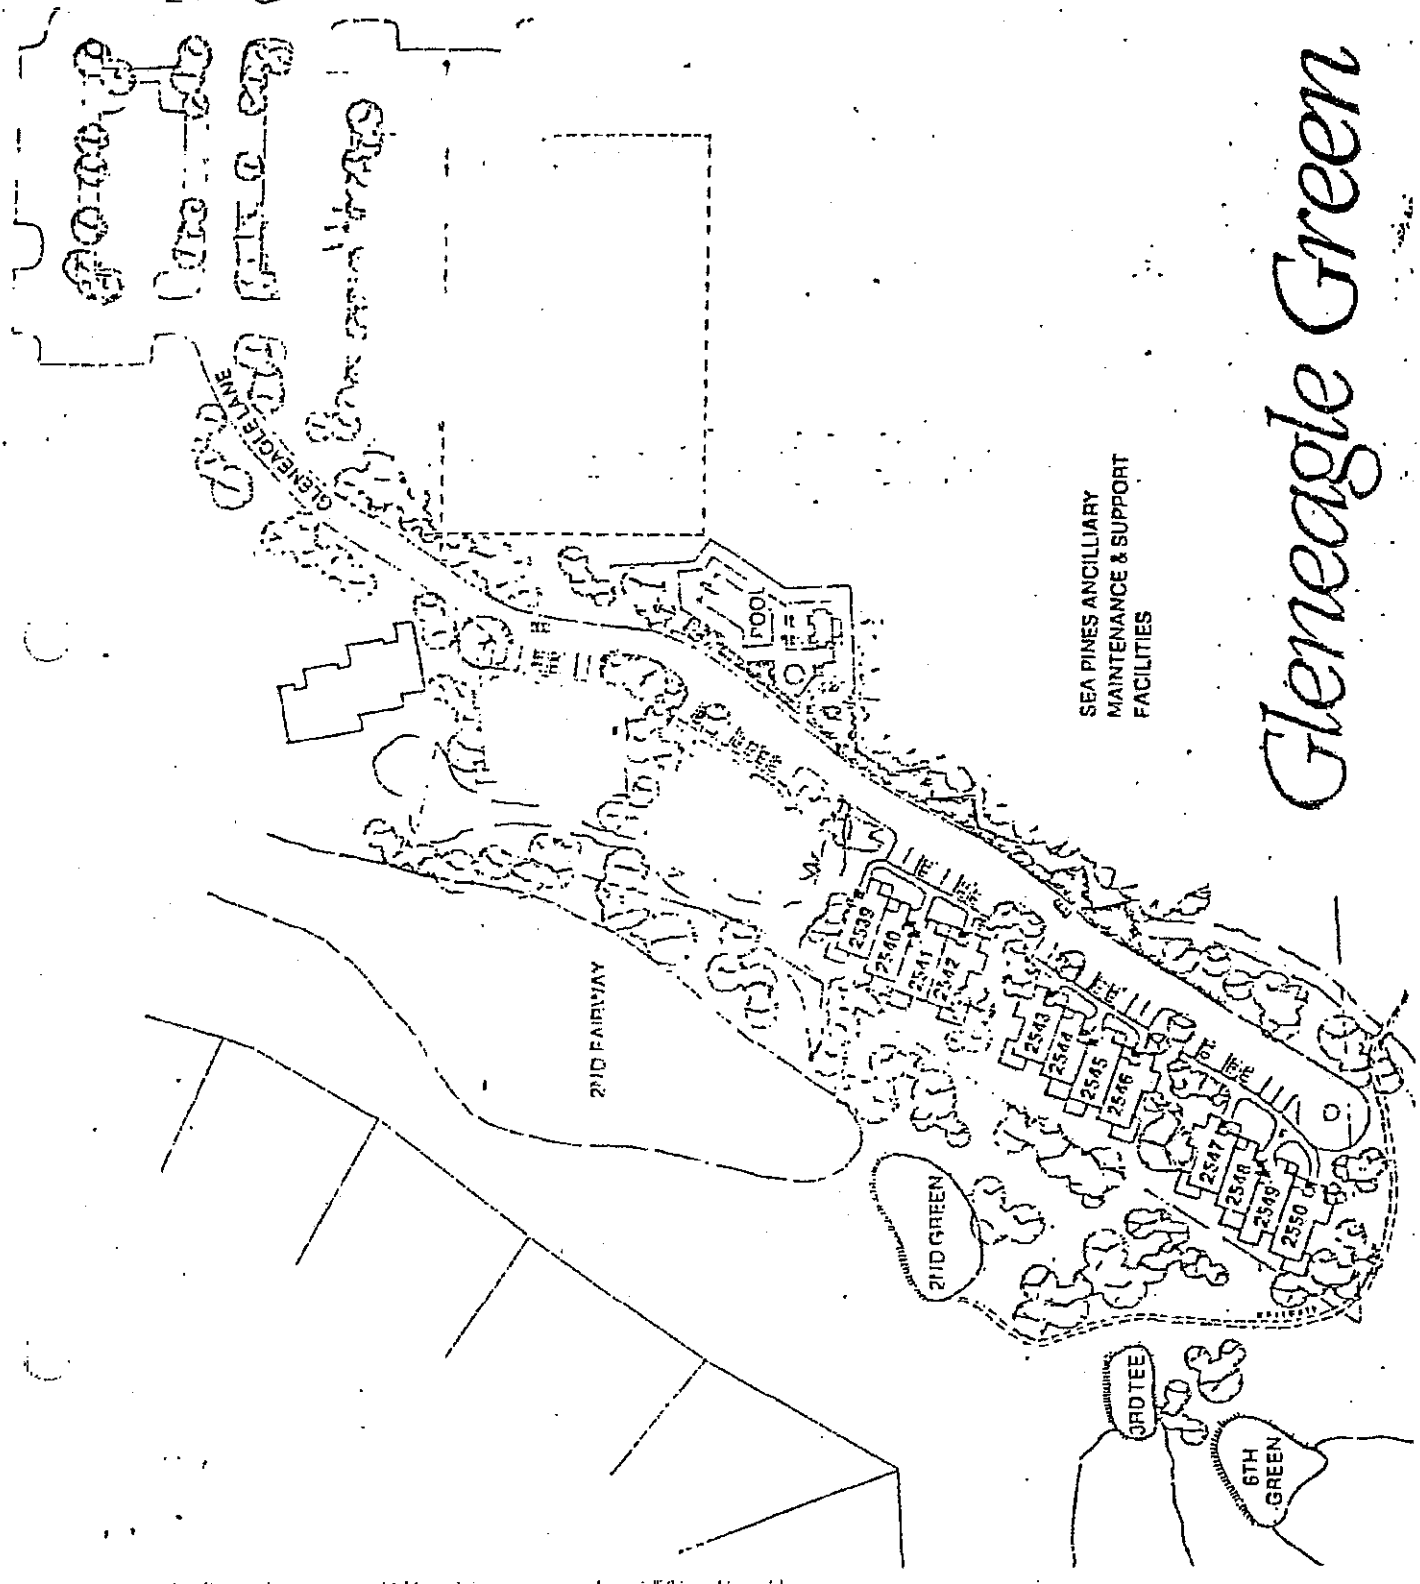 Gleneagle Green
GLENEAGLE LANE
POOL
SEA PINES ANCILLIARY
MAINTENANCE & SUPPORT
FACILITIES
2ND FAIRWAY
2539
2540
2541
2542
2543
2544
2545
2546
2547
2548
2549
2550
2ND GREEN
3RD TEE
6TH
GREEN